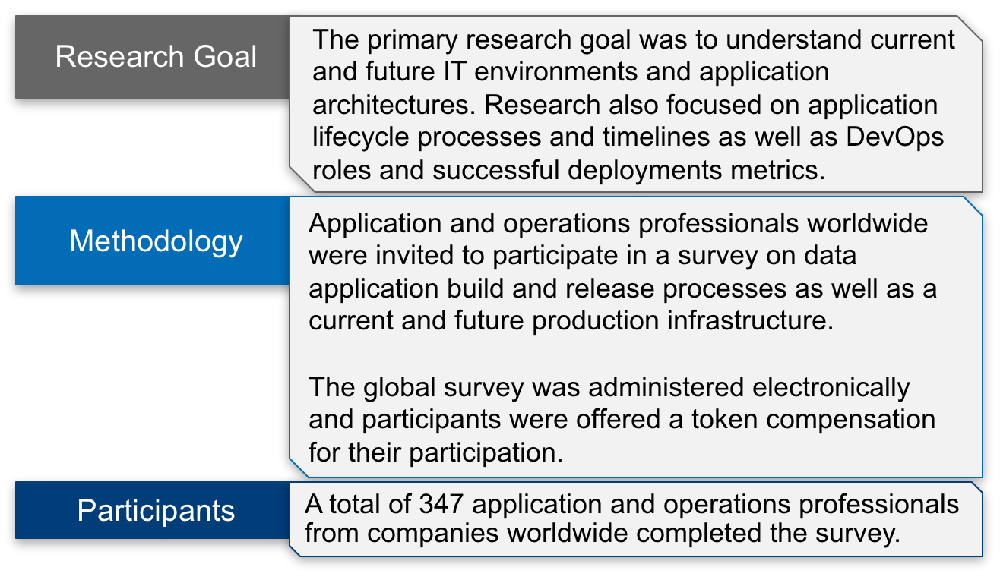 Research Goal
The primary research goal was to understand current
and future IT environments and application
architectures. Research also focused on application
lifecycle processes and timelines as well as DevOps
roles and successful deployments metrics.
Methodology
Application and operations professionals worldwide
were invited to participate in a survey on data
application build and release processes as well as a
current and future production infrastructure.
The global survey was administered electronically
and participants were offered a token compensation
for their participation.
Participants
A total of 347 application and operations professionals
from companies worldwide completed the survey.